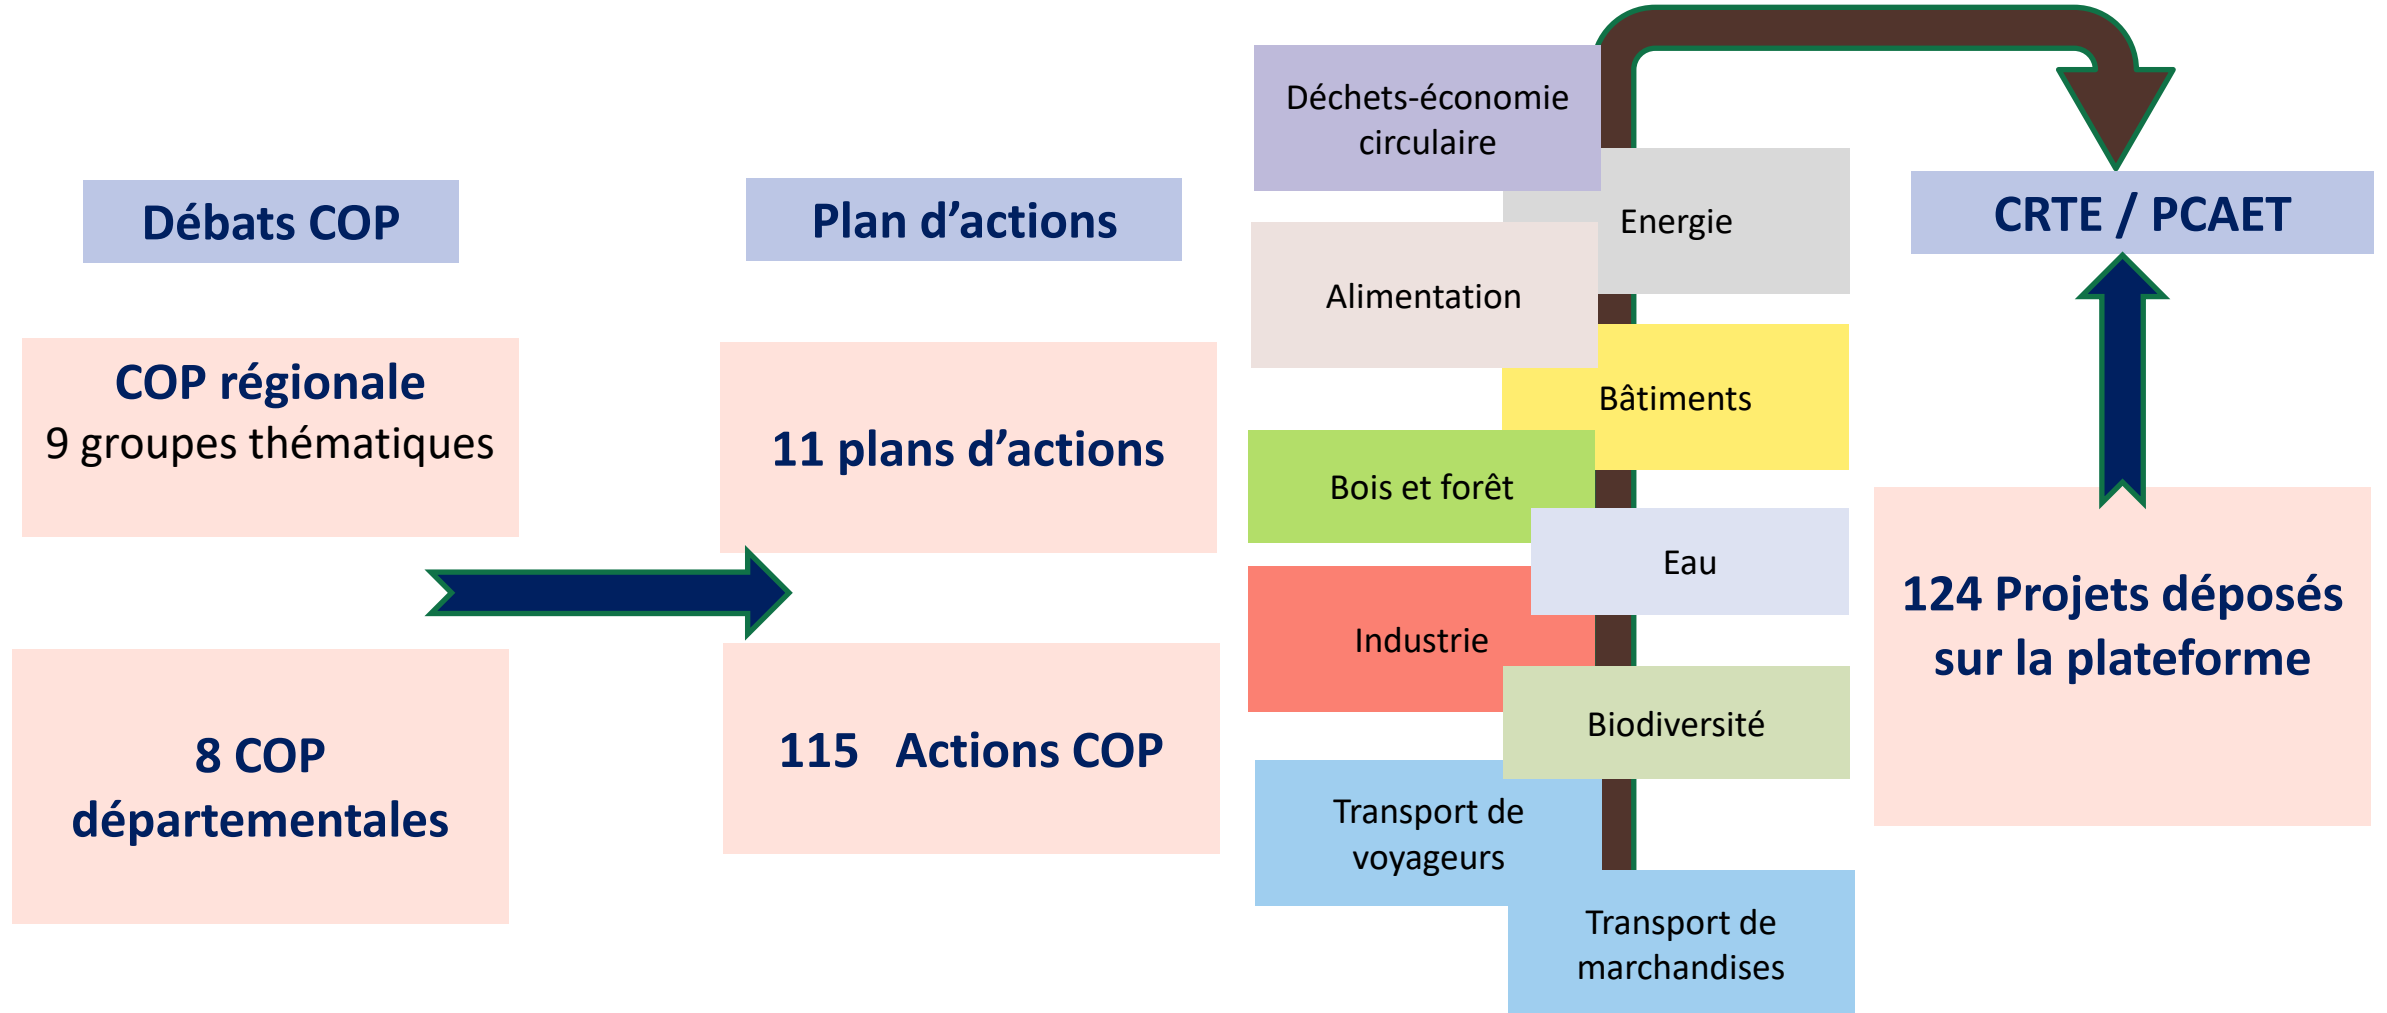 Débats COP
COP régionale
9 groupes thématiques
8 COP
départementales
Plan d’actions
11 plans d’actions
115 Actions COP
Déchets-économie
circulaire
Energie
Alimentation
Bâtiments
Bois et forêt
Eau
Industrie
Biodiversité
Transport de
voyageurs
Transport de
marchandises
CRTE / PCAET
124 Projets déposés
sur la plateforme